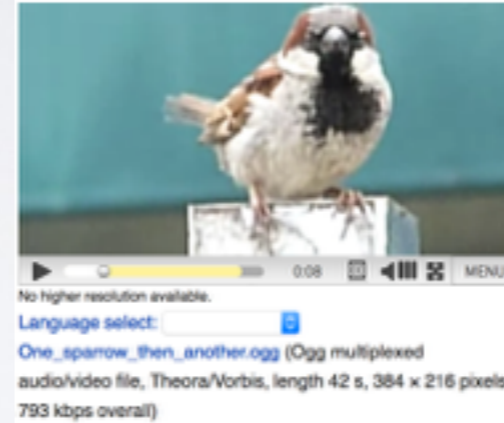 0:08 MENU
No higher resolution available.
Language select:
One_sparrow_then_another.ogg (Ogg multiplexed
audio/video file, Theora/Vorbis, length 42 s, 384 × 216 pixels
793 kbps overall)